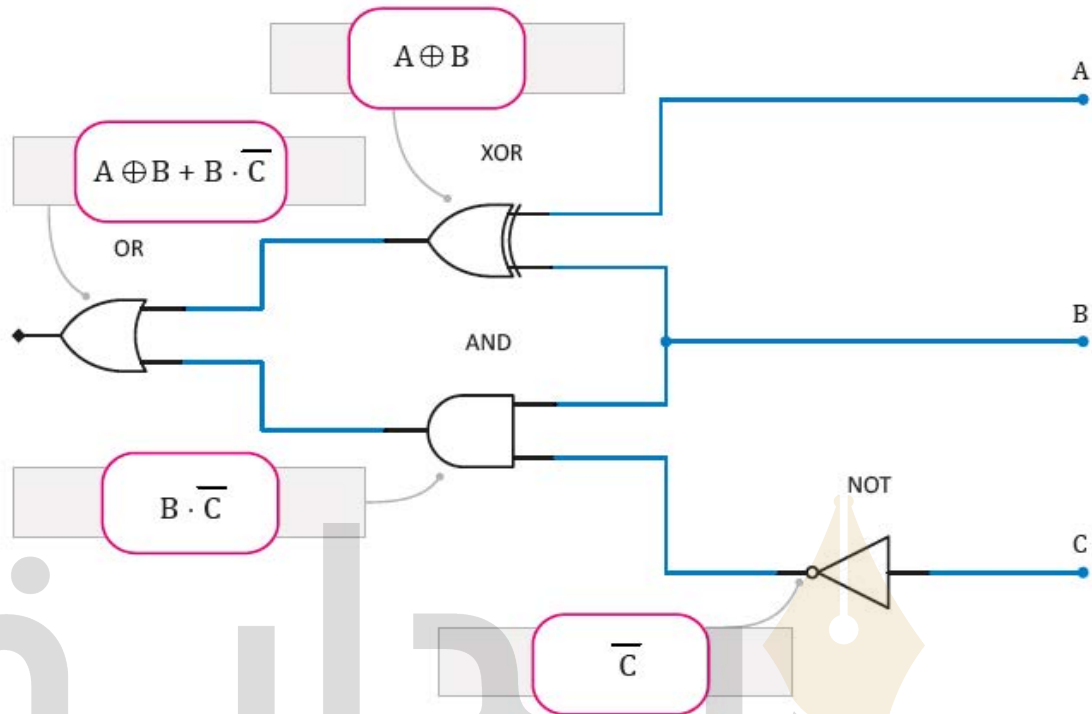 A ⊕ B
A
XOR
A ⊕ B + B · C̅
OR
B
AND
B · C̅
NOT
C
C̅